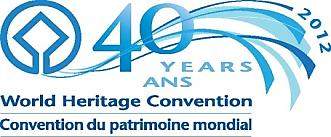 40
YEARS
ANS
2012
World Heritage Convention
Convention du patrimoine mondial